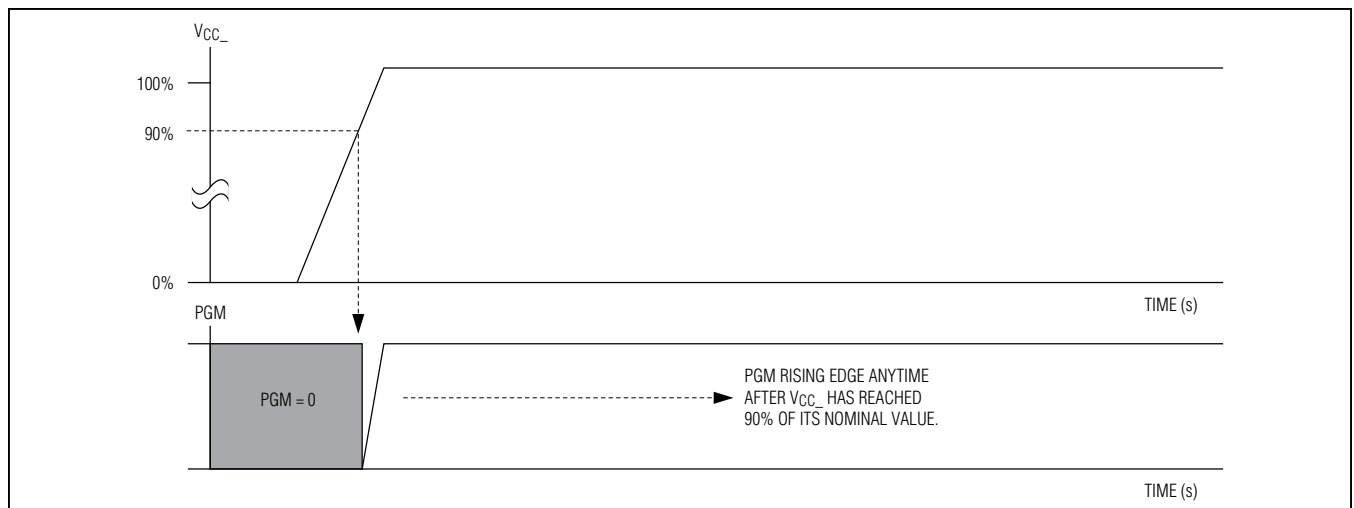 VCC_
100%
90%
0%
TIME (s)
PGM
PGM = 0
PGM RISING EDGE ANYTIME
AFTER VCC_ HAS REACHED
90% OF ITS NOMINAL VALUE.
TIME (s)